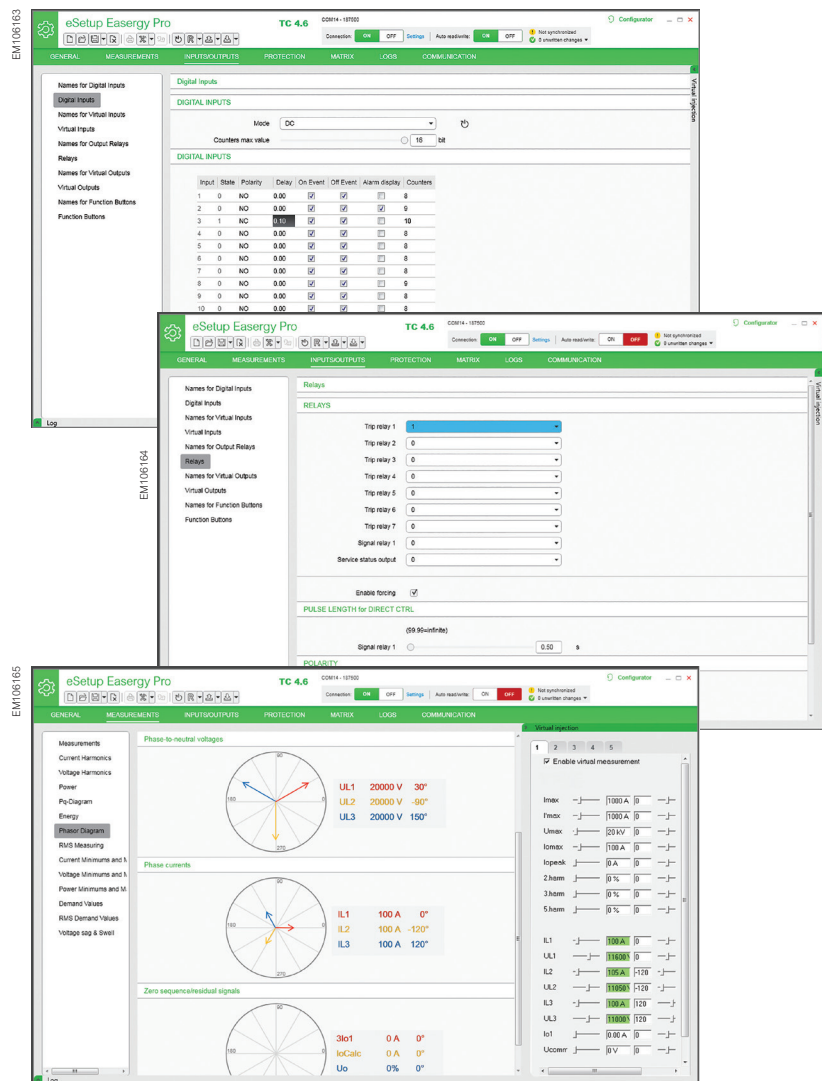 EM106163
eSetup Easergy Pro
TC 4.6
COM14 - 187500
Connection: ON OFF Settings Auto read/write: ON OFF
Not synchronized
0 unwritten changes
Configurator
GENERAL MEASUREMENTS INPUTS/OUTPUTS PROTECTION MATRIX LOGS COMMUNICATION
Names for Digital Inputs
Digital Inputs
Names for Virtual Inputs
Virtual Inputs
Names for Output Relays
Relays
Names for Virtual Outputs
Virtual Outputs
Names for Function Buttons
Function Buttons
Digital Inputs
DIGITAL INPUTS
Mode DC
Counters max value 16 bit
DIGITAL INPUTS
Input State Polarity Delay On Event Off Event Alarm display Counters
1 0 NO 0.00 8
2 0 NO 0.00 9
3 1 NC 0.10 10
4 0 NO 0.00 8
5 0 NO 0.00 8
6 0 NO 0.00 8
7 0 NO 0.00 8
8 0 NO 0.00 9
9 0 NO 0.00 8
10 0 NO 0.00 8
Virtual injection
Log
EM106164
eSetup Easergy Pro
TC 4.6
COM14 - 187500
Connection: ON OFF Settings Auto read/write: ON OFF
Not synchronized
0 unwritten changes
Configurator
GENERAL MEASUREMENTS INPUTS/OUTPUTS PROTECTION MATRIX LOGS COMMUNICATION
Names for Digital Inputs
Digital Inputs
Names for Virtual Inputs
Virtual Inputs
Names for Output Relays
Relays
Names for Virtual Outputs
Virtual Outputs
Names for Function Buttons
Function Buttons
Relays
RELAYS
Trip relay 1 1
Trip relay 2 0
Trip relay 3 0
Trip relay 4 0
Trip relay 5 0
Trip relay 6 0
Trip relay 7 0
Signal relay 1 0
Service status output 0
Enable forcing
PULSE LENGTH for DIRECT CTRL
(99.99=infinite)
Signal relay 1 0.50 s
POLARITY
Virtual injection
EM106165
eSetup Easergy Pro
TC 4.6
COM14 - 187500
Connection: ON OFF Settings Auto read/write: ON OFF
Not synchronized
0 unwritten changes
Configurator
GENERAL MEASUREMENTS INPUTS/OUTPUTS PROTECTION MATRIX LOGS COMMUNICATION
Measurements
Current Harmonics
Voltage Harmonics
Power
Pq-Diagram
Energy
Phasor Diagram
RMS Measuring
Current Minimums and M
Voltage Minimums and M
Power Minimums and M
Demand Values
RMS Demand Values
Voltage sag & Swell
Phase-to-neutral voltages
90
180 0
270
UL1 20000 V 30°
UL2 20000 V -90°
UL3 20000 V 150°
Phase currents
90
180 0
270
IL1 100 A 0°
IL2 100 A -120°
IL3 100 A 120°
Zero sequence/residual signals
90
180 0
3Io1 0 A 0°
IoCalc 0 A 0°
Uo 0% 0°
Virtual injection
1 2 3 4 5
Enable virtual measurement
Imax 1000 A 0
I'max 1000 A 0
Umax 20 kV 0
Iomax 100 A 0
Iopeak 0 A 0
2.harm 0 % 0
3.harm 0 % 0
5.harm 0 % 0
IL1 100 A 0
UL1 11600 V 0
IL2 105 A -120
UL2 11050 V -120
IL3 100 A 120
UL3 11000 V 120
Io1 0.00 A 0
Ucomm 0 V 0
Log